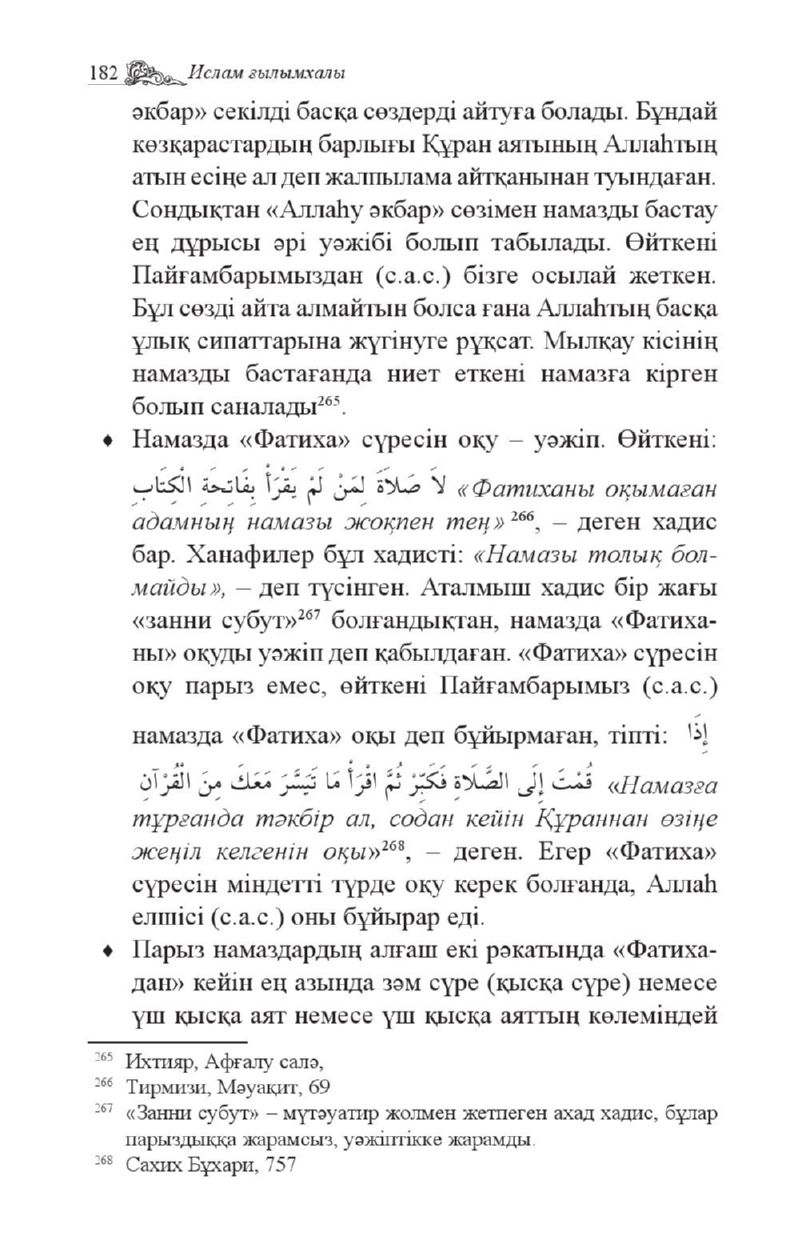 182 Ислам ғылымхалы
әкбар» секілді басқа сөздерді айтуға болады. Бұндай
көзқарастардың барлығы Құран аятының Аллаһтың
атын есіңе ал деп жалпылама айтқанынан туындаған.
Сондықтан «Аллаһу әкбар» сөзімен намазды бастау
ең дұрысы әрі уәжібі болып табылады. Өйткені
Пайғамбарымыздан (с.а.с.) бізге осылай жеткен.
Бұл сөзді айта алмайтын болса ғана Аллаһтың басқа
ұлық сипаттарына жүгінуге рұқсат. Мылқау кісінің
намазды бастағанда ниет еткені намазға кірген
болып саналады²⁶⁵.
♦ Намазда «Фатиха» сүресін оқу – уәжіп. Өйткені:
لاَ صَلاَةَ لِمَنْ لَمْ يَقْرَأْ بِفَاتِحَةِ الْكِتَابِ «Фатиханы оқымаған
адамның намазы жоқпен тең» ²⁶⁶, – деген хадис
бар. Ханафилер бұл хадисті: «Намазы толық бол-
майды», – деп түсінген. Аталмыш хадис бір жағы
«занни субут»²⁶⁷ болғандықтан, намазда «Фатиха-
ны» оқуды уәжіп деп қабылдаған. «Фатиха» сүресін
оқу парыз емес, өйткені Пайғамбарымыз (с.а.с.)
намазда «Фатиха» оқы деп бұйырмаған, тіпті: إِذَا
قُمْتَ إِلَى الصَّلَاةِ فَكَبِّرْ ثُمَّ اقْرَأْ مَا تَيَسَّرَ مَعَكَ مِنَ الْقُرْآنِ «Намазға
тұрғанда тәкбір ал, содан кейін Құраннан өзіңе
жеңіл келгенін оқы»²⁶⁸, – деген. Егер «Фатиха»
сүресін міндетті түрде оқу керек болғанда, Аллаһ
елшісі (с.а.с.) оны бұйырар еді.
♦ Парыз намаздардың алғаш екі рәкатында «Фатиха-
дан» кейін ең азында зәм сүре (қысқа сүре) немесе
үш қысқа аят немесе үш қысқа аяттың көлеміндей
²⁶⁵ Ихтияр, Афғалу салә,
²⁶⁶ Тирмизи, Мәуақит, 69
²⁶⁷ «Занни субут» – мүтәуатир жолмен жетпеген ахад хадис, бұлар
парыздыққа жарамсыз, уәжіптікке жарамды.
²⁶⁸ Сахих Бұхари, 757